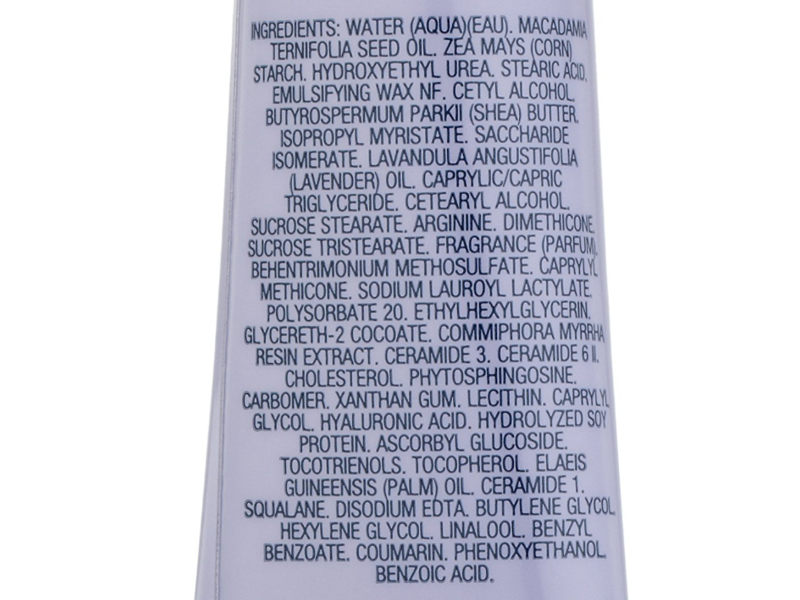 INGREDIENTS: WATER (AQUA)(EAU). MACADAMIA
TERNIFOLIA SEED OIL. ZEA MAYS (CORN)
STARCH. HYDROXYETHYL UREA. STEARIC ACID.
EMULSIFYING WAX NF. CETYL ALCOHOL.
BUTYROSPERMUM PARKII (SHEA) BUTTER.
ISOPROPYL MYRISTATE. SACCHARIDE
ISOMERATE. LAVANDULA ANGUSTIFOLIA
(LAVENDER) OIL. CAPRYLIC/CAPRIC
TRIGLYCERIDE. CETEARYL ALCOHOL.
SUCROSE STEARATE. ARGININE. DIMETHICONE.
SUCROSE TRISTEARATE. FRAGRANCE (PARFUM).
BEHENTRIMONIUM METHOSULFATE. CAPRYLYL
METHICONE. SODIUM LAUROYL LACTYLATE.
POLYSORBATE 20. ETHYLHEXYLGLYCERIN.
GLYCERETH-2 COCOATE. COMMIPHORA MYRRHA
RESIN EXTRACT. CERAMIDE 3. CERAMIDE 6 II.
CHOLESTEROL. PHYTOSPHINGOSINE.
CARBOMER. XANTHAN GUM. LECITHIN. CAPRYLYL
GLYCOL. HYALURONIC ACID. HYDROLYZED SOY
PROTEIN. ASCORBYL GLUCOSIDE.
TOCOTRIENOLS. TOCOPHEROL. ELAEIS
GUINEENSIS (PALM) OIL. CERAMIDE 1.
SQUALANE. DISODIUM EDTA. BUTYLENE GLYCOL.
HEXYLENE GLYCOL. LINALOOL. BENZYL
BENZOATE. COUMARIN. PHENOXYETHANOL.
BENZOIC ACID.